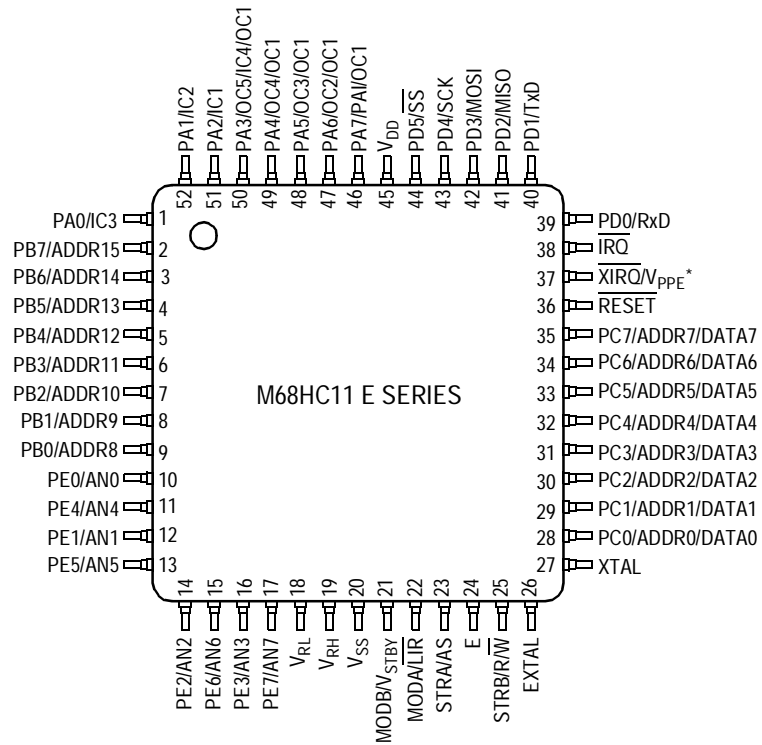 PA1/IC2
PA2/IC1
PA3/OC5/IC4/OC1
PA4/OC4/OC1
PA5/OC3/OC1
PA6/OC2/OC1
PA7/PAI/OC1
VDD
PD5/SS
PD4/SCK
PD3/MOSI
PD2/MISO
PD1/TxD
52
51
50
49
48
47
46
45
44
43
42
41
40
PA0/IC3 1
PB7/ADDR15 2
PB6/ADDR14 3
PB5/ADDR13 4
PB4/ADDR12 5
PB3/ADDR11 6
PB2/ADDR10 7
PB1/ADDR9 8
PB0/ADDR8 9
PE0/AN0 10
PE4/AN4 11
PE1/AN1 12
PE5/AN5 13
M68HC11 E SERIES
39 PD0/RxD
38 IRQ
37 XIRQ/VPPE*
36 RESET
35 PC7/ADDR7/DATA7
34 PC6/ADDR6/DATA6
33 PC5/ADDR5/DATA5
32 PC4/ADDR4/DATA4
31 PC3/ADDR3/DATA3
30 PC2/ADDR2/DATA2
29 PC1/ADDR1/DATA1
28 PC0/ADDR0/DATA0
27 XTAL
14
15
16
17
18
19
20
21
22
23
24
25
26
PE2/AN2
PE6/AN6
PE3/AN3
PE7/AN7
VRL
VRH
VSS
MODB/VSTBY
MODA/LIR
STRA/AS
E
STRB/R/W
EXTAL